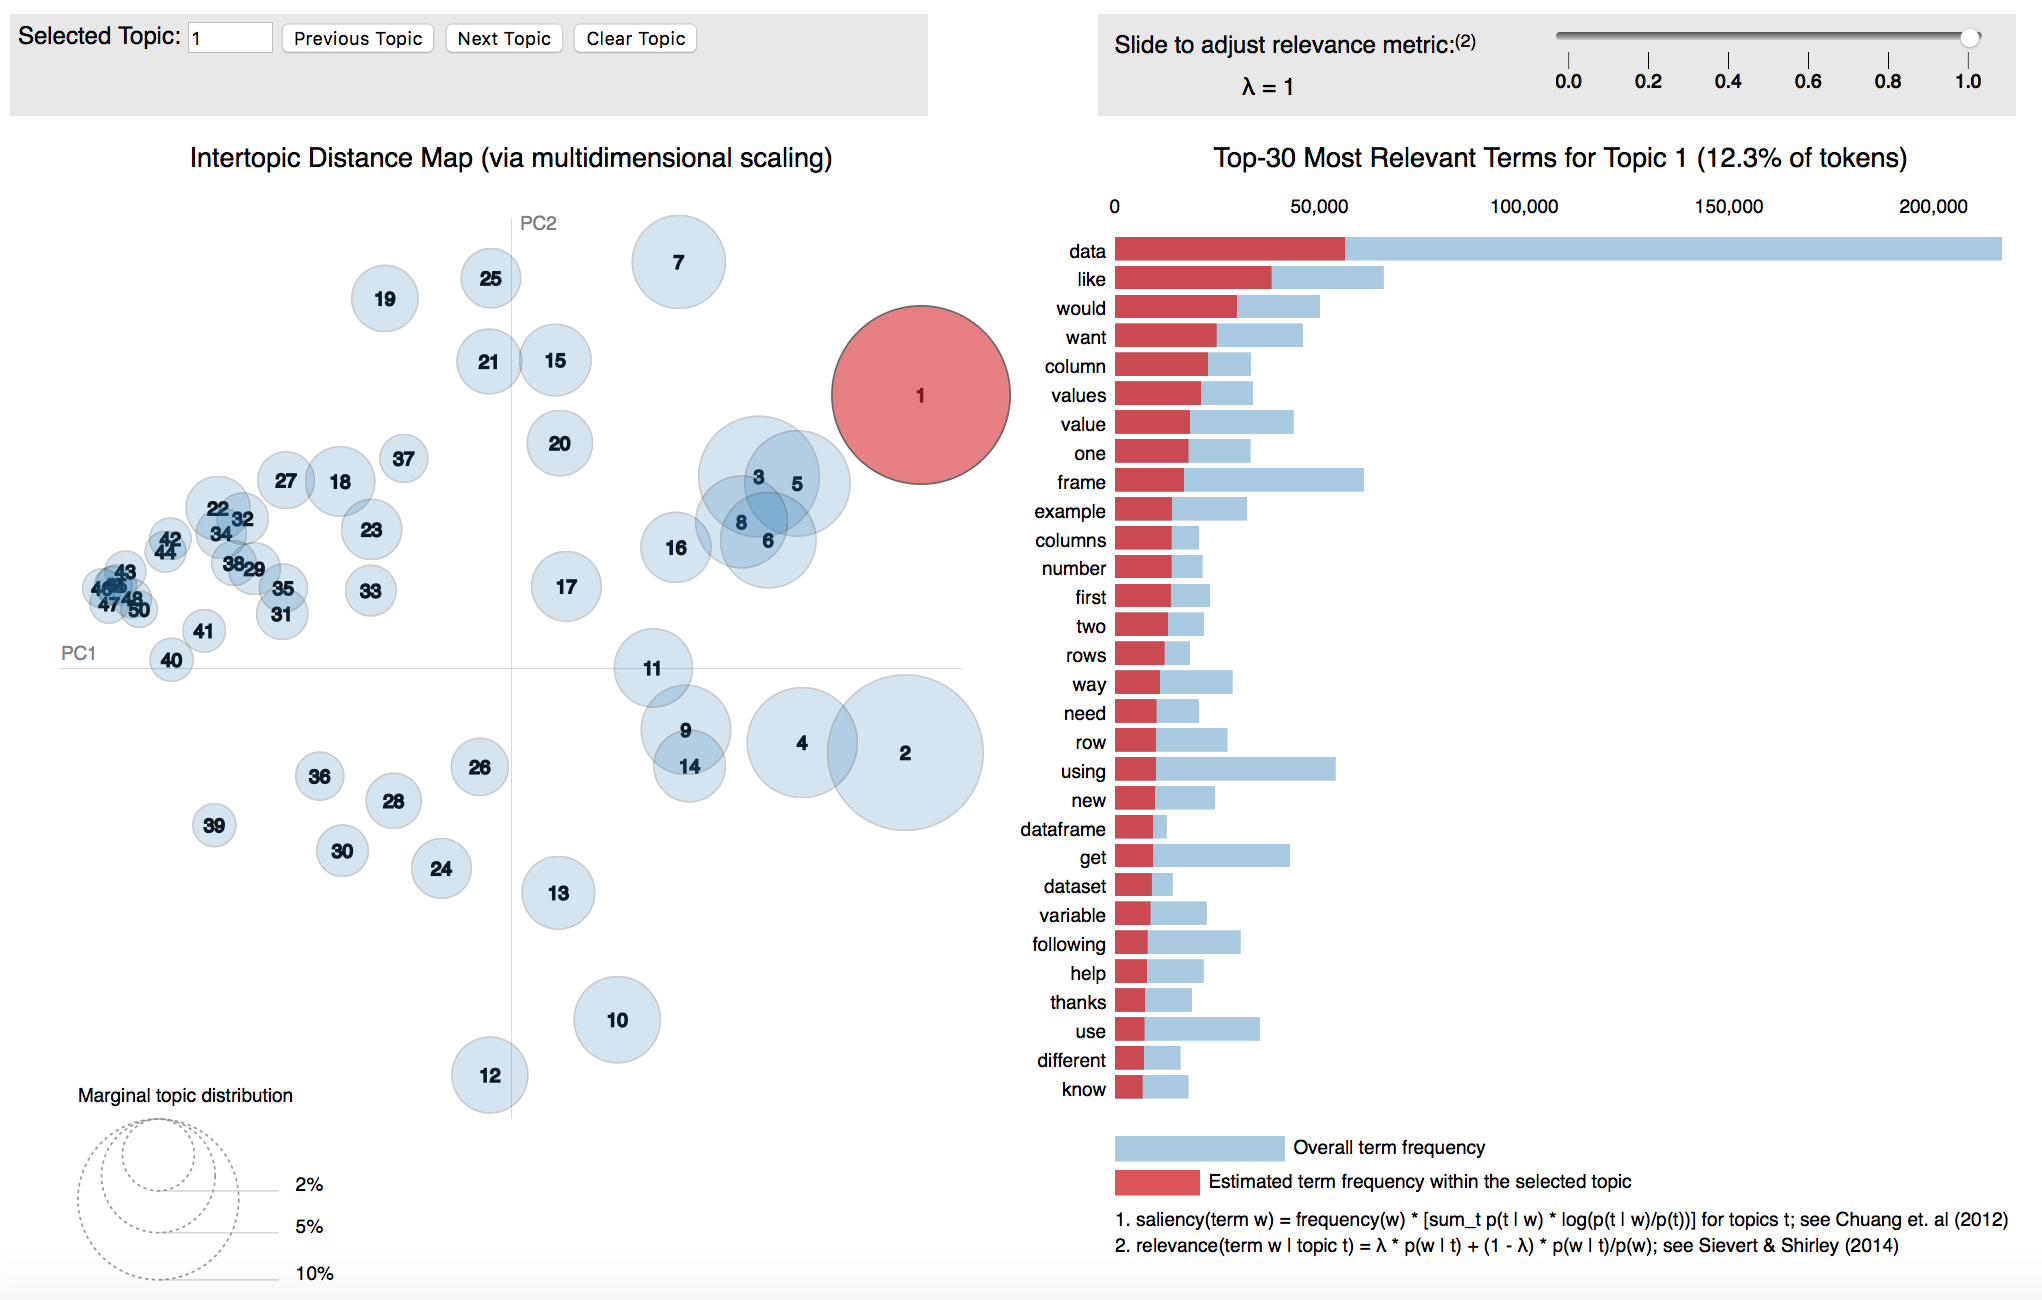 Selected Topic: 1 Previous Topic Next Topic Clear Topic
Slide to adjust relevance metric:(2)
λ = 1
0.0 0.2 0.4 0.6 0.8 1.0
Intertopic Distance Map (via multidimensional scaling)
PC2
PC1
7
25
19
1
21
15
20
37
3
5
27
18
22
32
8
23
34
6
42
44
16
38
29
43
35
17
33
46
47
48
50
31
41
40
11
9
4
2
14
26
36
28
39
30
24
13
10
12
Marginal topic distribution
2%
5%
10%
Top-30 Most Relevant Terms for Topic 1 (12.3% of tokens)
0 50,000 100,000 150,000 200,000
data
like
would
want
column
values
value
one
frame
example
columns
number
first
two
rows
way
need
row
using
new
dataframe
get
dataset
variable
following
help
thanks
use
different
know
Overall term frequency
Estimated term frequency within the selected topic
1. saliency(term w) = frequency(w) * [sum_t p(t | w) * log(p(t | w)/p(t))] for topics t; see Chuang et. al (2012)
2. relevance(term w | topic t) = λ * p(w | t) + (1 - λ) * p(w | t)/p(w); see Sievert & Shirley (2014)